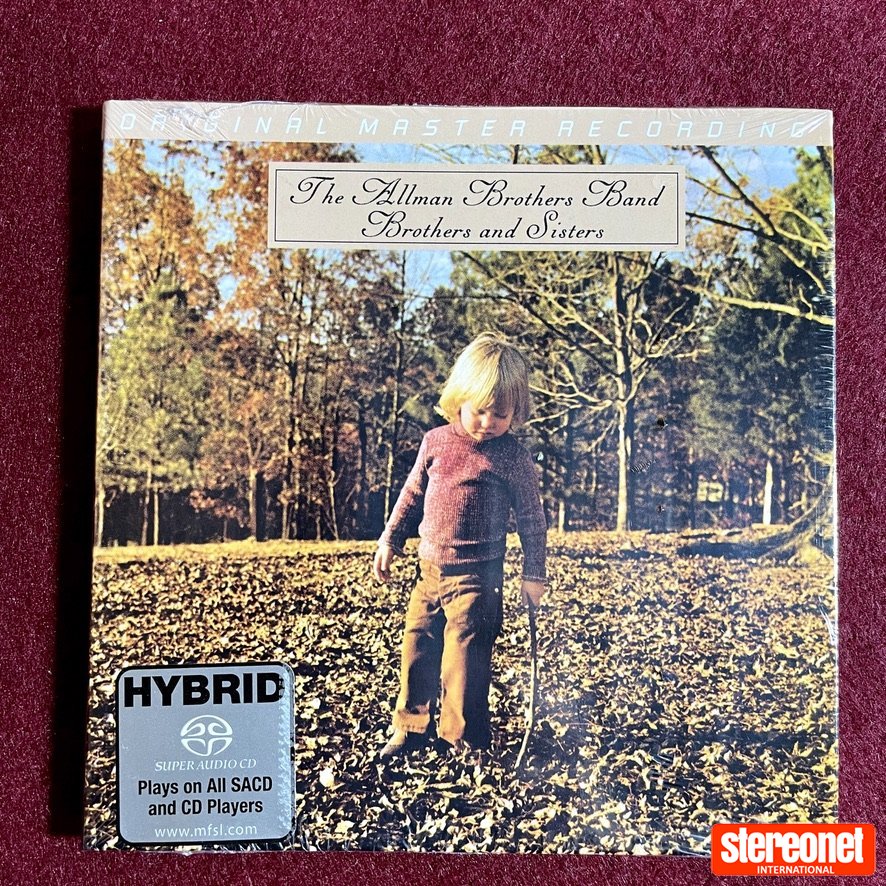 ORIGINAL MASTER RECORDING
The Allman Brothers Band
Brothers and Sisters
HYBRID
SUPER AUDIO CD
Plays on All SACD
and CD Players
www.mfsl.com
stereonet
INTERNATIONAL